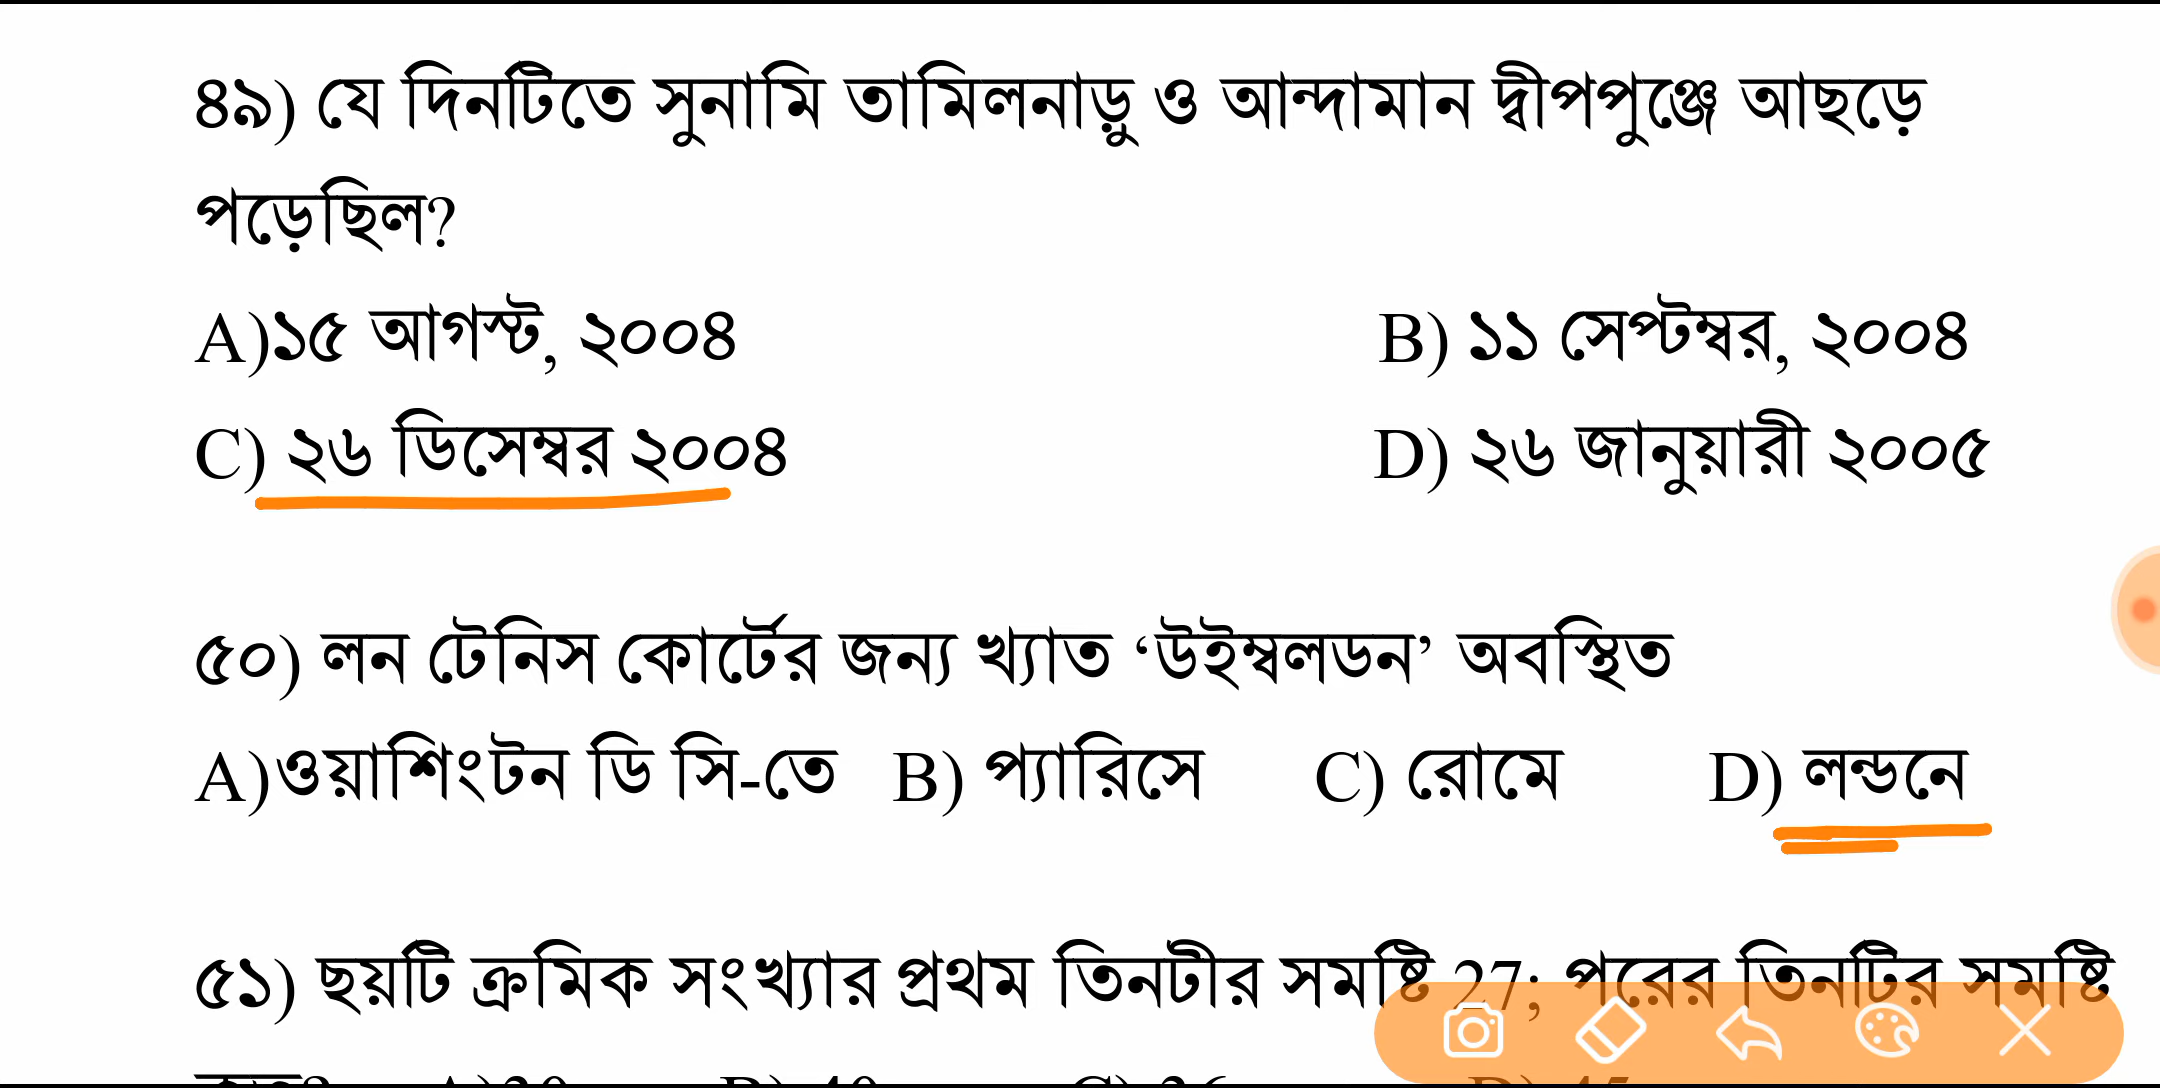 ৪৯) যে দিনটিতে সুনামি তামিলনাড়ু ও আন্দামান দ্বীপপুঞ্জে আছড়ে
পড়েছিল?
A)১৫ আগস্ট, ২০০৪ B) ১১ সেপ্টম্বর, ২০০৪
C) ২৬ ডিসেম্বর ২০০৪ D) ২৬ জানুয়ারী ২০০৫
৫০) লন টেনিস কোর্টের জন্য খ্যাত ‘উইম্বলডন’ অবস্থিত
A)ওয়াশিংটন ডি সি-তে B) প্যারিসে C) রোমে D) লন্ডনে
৫১) ছয়টি ক্রমিক সংখ্যার প্রথম তিনটীর সমষ্টি 27; পরের তিনটির সমষ্টি